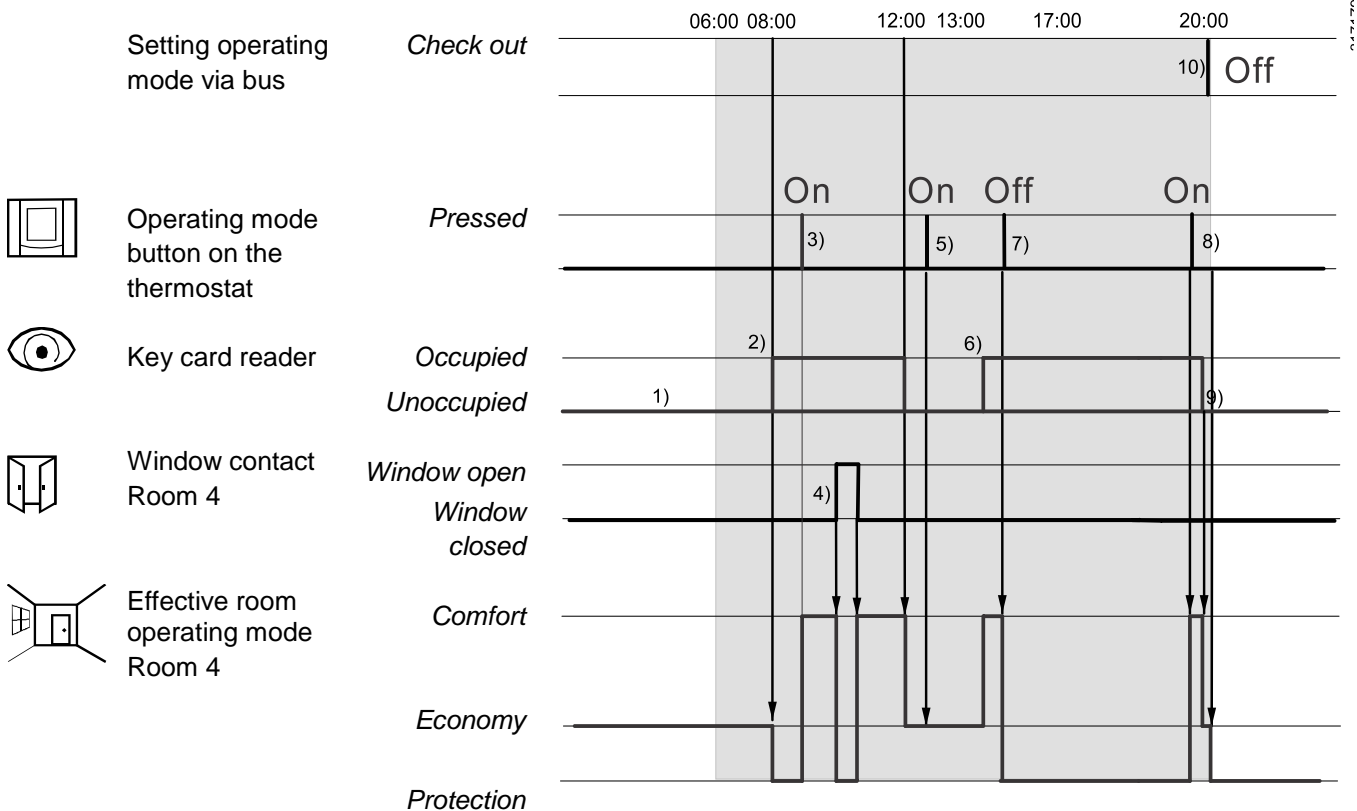 06:00 08:00 12:00 13:00 17:00 20:00
Setting operating
mode via bus
Check out
10) Off
On On Off On
Operating mode
button on the
thermostat
Pressed
3) 5) 7) 8)
Key card reader
Occupied
2) 6)
Unoccupied
1) 9)
Window contact
Room 4
Window open
4)
Window
closed
Effective room
operating mode
Room 4
Comfort
Economy
Protection